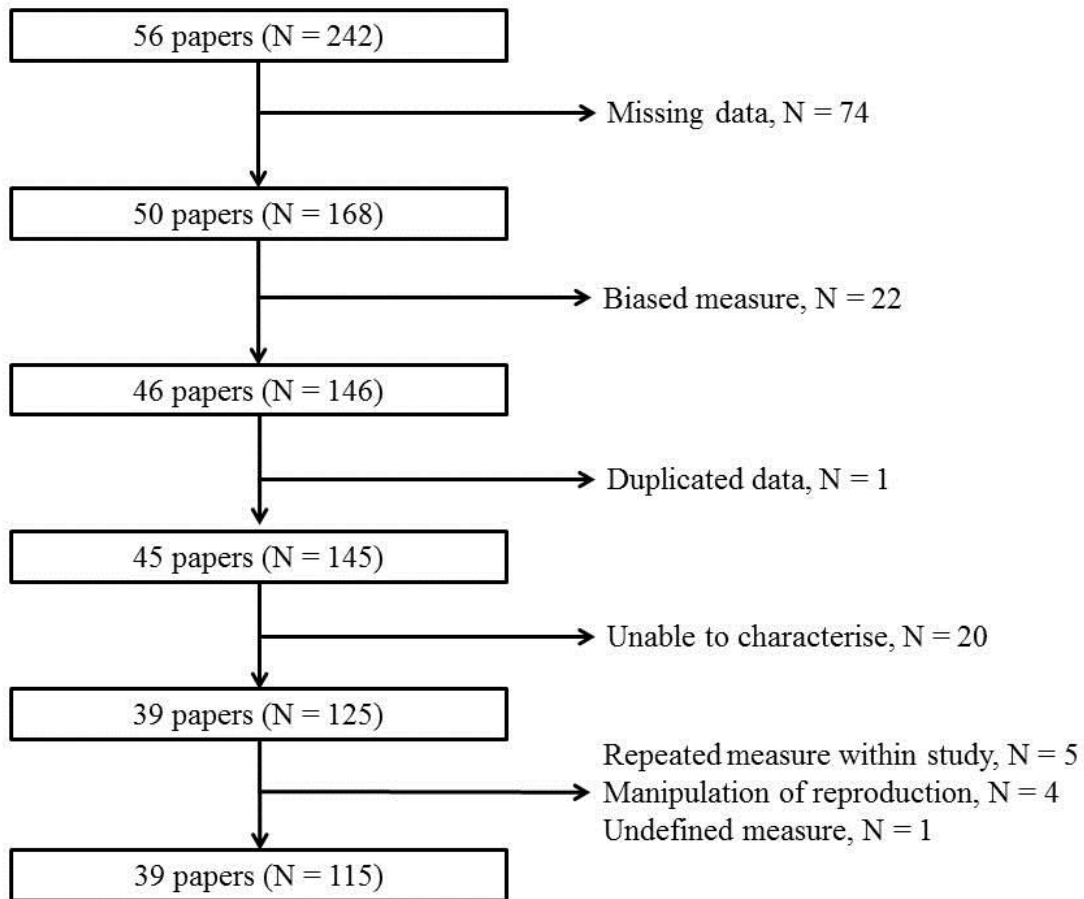 56 papers (N = 242)
Missing data, N = 74
50 papers (N = 168)
Biased measure, N = 22
46 papers (N = 146)
Duplicated data, N = 1
45 papers (N = 145)
Unable to characterise, N = 20
39 papers (N = 125)
Repeated measure within study, N = 5
Manipulation of reproduction, N = 4
Undefined measure, N = 1
39 papers (N = 115)